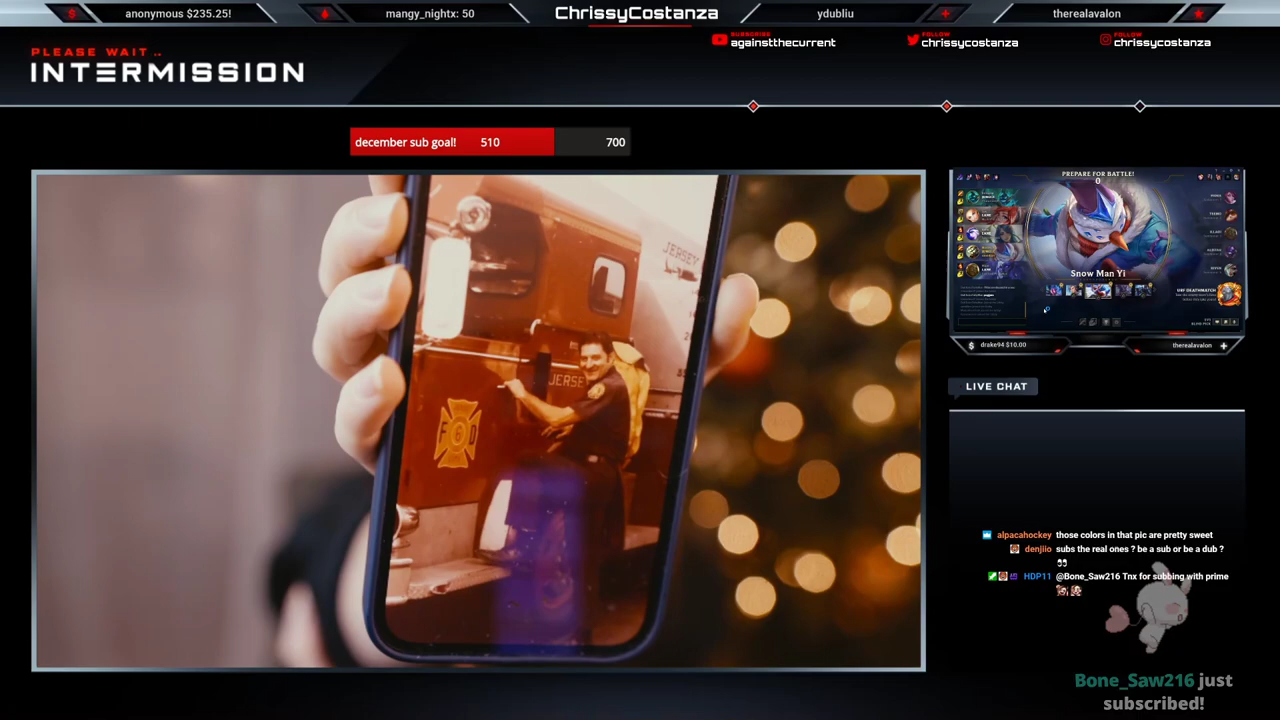 anonymous $235.25!
mangy_nightx: 50
ChrissyCostanza
ydubliu
therealavalon
PLEASE WAIT ..
INTERMISSION
SUBSCRIBE
againstthecurrent
FOLLOW
chrissycostanza
FOLLOW
chrissycostanza
december sub goal! 510 700
JERSEY
JERSE
F D
6
PREPARE FOR BATTLE!
0
Snow Man Yi
drake94 $10.00
therealavalon
LIVE CHAT
alpacahockey those colors in that pic are pretty sweet
denjiio subs the real ones ? be a sub or be a dub ?
HDP11 @Bone_Saw216 Tnx for subbing with prime
Bone_Saw216 just
subscribed!